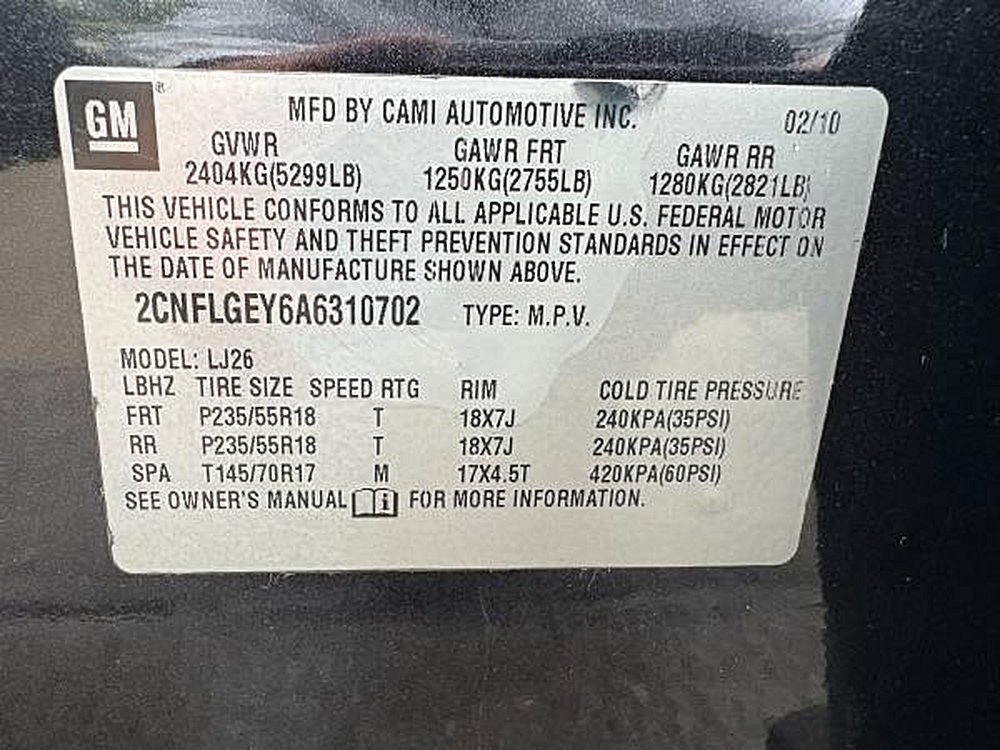 GM ®
MFD BY CAMI AUTOMOTIVE INC. 02/10
GVWR GAWR FRT GAWR RR
2404KG(5299LB) 1250KG(2755LB) 1280KG(2821LB)
THIS VEHICLE CONFORMS TO ALL APPLICABLE U.S. FEDERAL MOTOR
VEHICLE SAFETY AND THEFT PREVENTION STANDARDS IN EFFECT ON
THE DATE OF MANUFACTURE SHOWN ABOVE.
2CNFLGEY6A6310702 TYPE: M.P.V.
MODEL: LJ26
LBHZ TIRE SIZE SPEED RTG RIM COLD TIRE PRESSURE
FRT P235/55R18 T 18X7J 240KPA(35PSI)
RR P235/55R18 T 18X7J 240KPA(35PSI)
SPA T145/70R17 M 17X4.5T 420KPA(60PSI)
SEE OWNER'S MANUAL i FOR MORE INFORMATION.